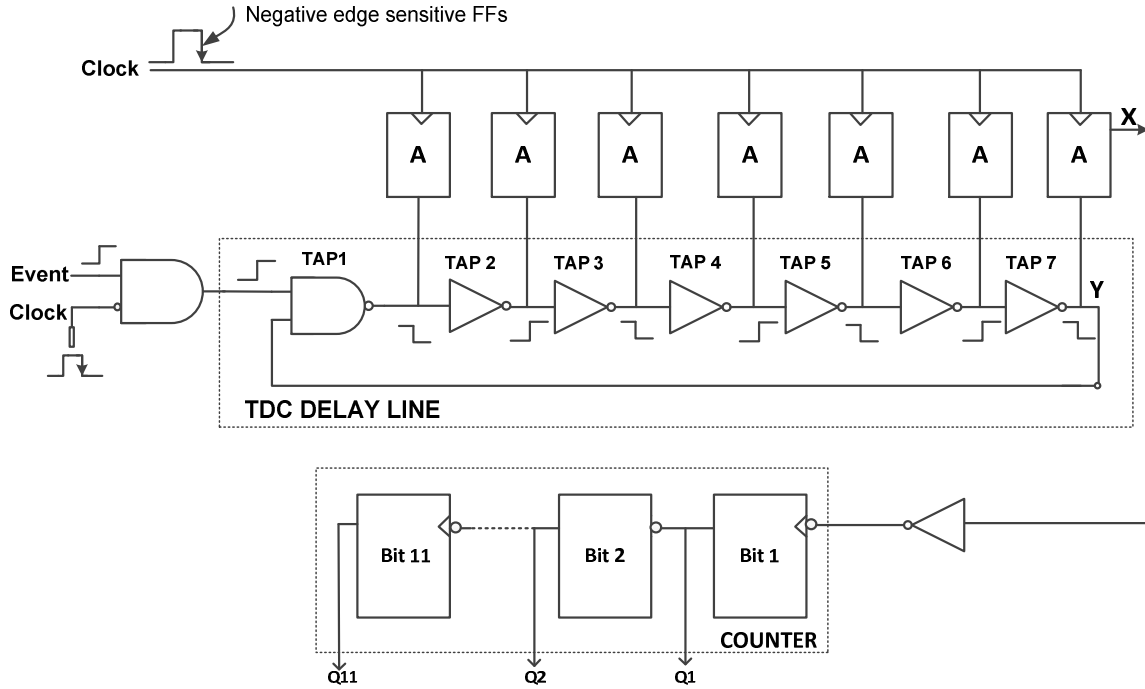 Negative edge sensitive FFs
Clock
A A A A A A A
X
Event
Clock
TAP1
TAP 2
TAP 3
TAP 4
TAP 5
TAP 6
TAP 7
Y
TDC DELAY LINE
Bit 11
Bit 2
Bit 1
COUNTER
Q11
Q2
Q1